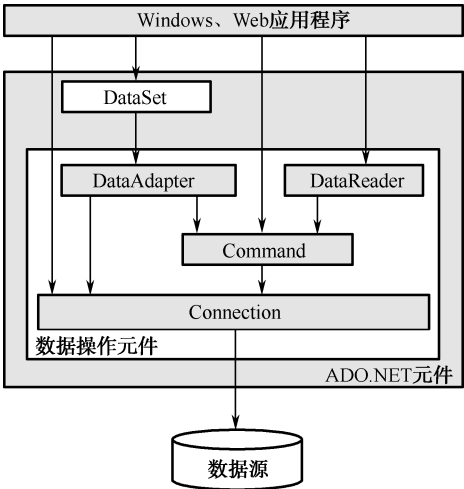 Windows、Web应用程序
DataSet
DataAdapter
DataReader
Command
Connection
数据操作元件
ADO.NET元件
数据源